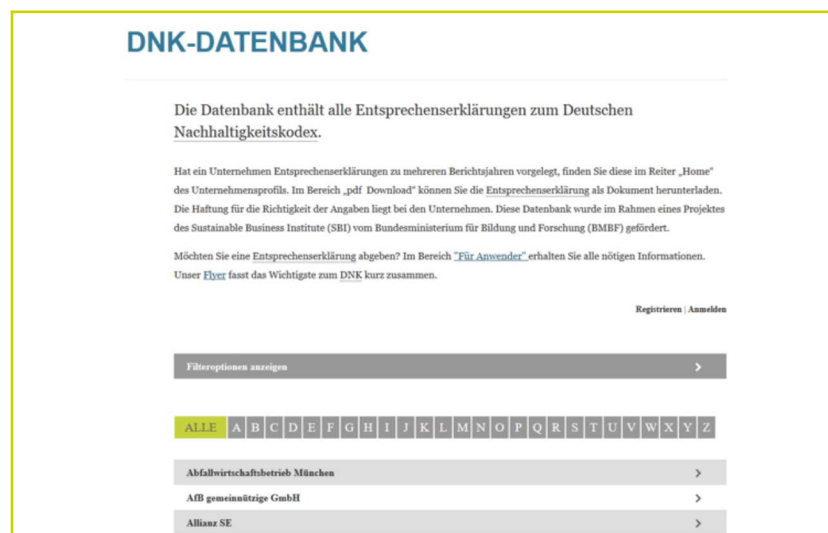 DNK-DATENBANK
Die Datenbank enthält alle Entsprechenserklärungen zum Deutschen
Nachhaltigkeitskodex.
Hat ein Unternehmen Entsprechenserklärungen zu mehreren Berichtsjahren vorgelegt, finden Sie diese im Reiter „Home"
des Unternehmensprofils. Im Bereich „pdf Download" können Sie die Entsprechenserklärung als Dokument herunterladen.
Die Haftung für die Richtigkeit der Angaben liegt bei den Unternehmen. Diese Datenbank wurde im Rahmen eines Projektes
des Sustainable Business Institute (SBI) vom Bundesministerium für Bildung und Forschung (BMBF) gefördert.
Möchten Sie eine Entsprechenserklärung abgeben? Im Bereich "Für Anwender" erhalten Sie alle nötigen Informationen.
Unser Flyer fasst das Wichtigste zum DNK kurz zusammen.
Registrieren | Anmelden
Filteroptionen anzeigen
ALLE A B C D E F G H I J K L M N O P Q R S T U V W X Y Z
Abfallwirtschaftsbetrieb München
AfB gemeinnützige GmbH
Allianz SE